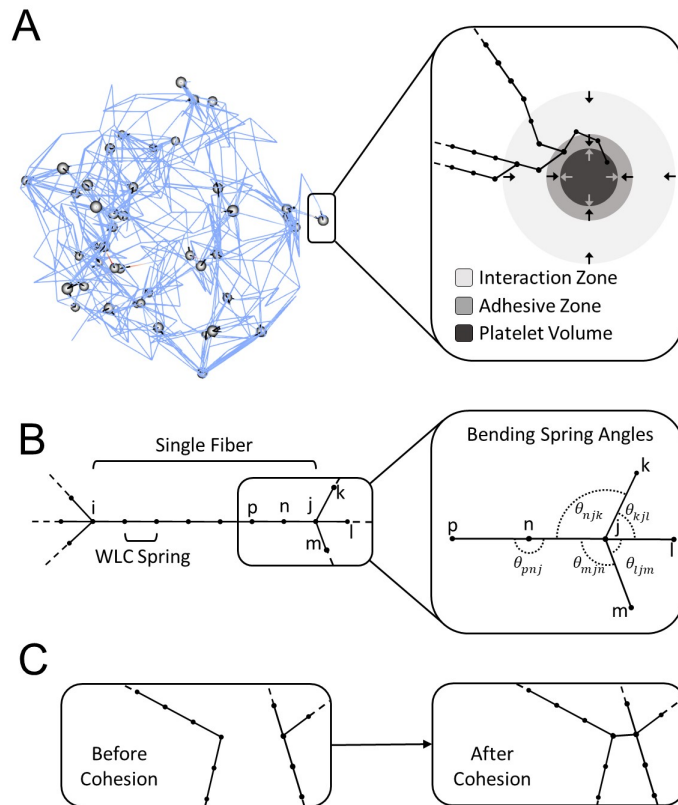 A
Interaction Zone
Adhesive Zone
Platelet Volume
B
Single Fiber
i
p
n
j
k
l
m
WLC Spring
Bending Spring Angles
k
θnjk
θkjl
p
n
j
l
θpnj
θmjn
θljm
m
C
Before
Cohesion
After
Cohesion